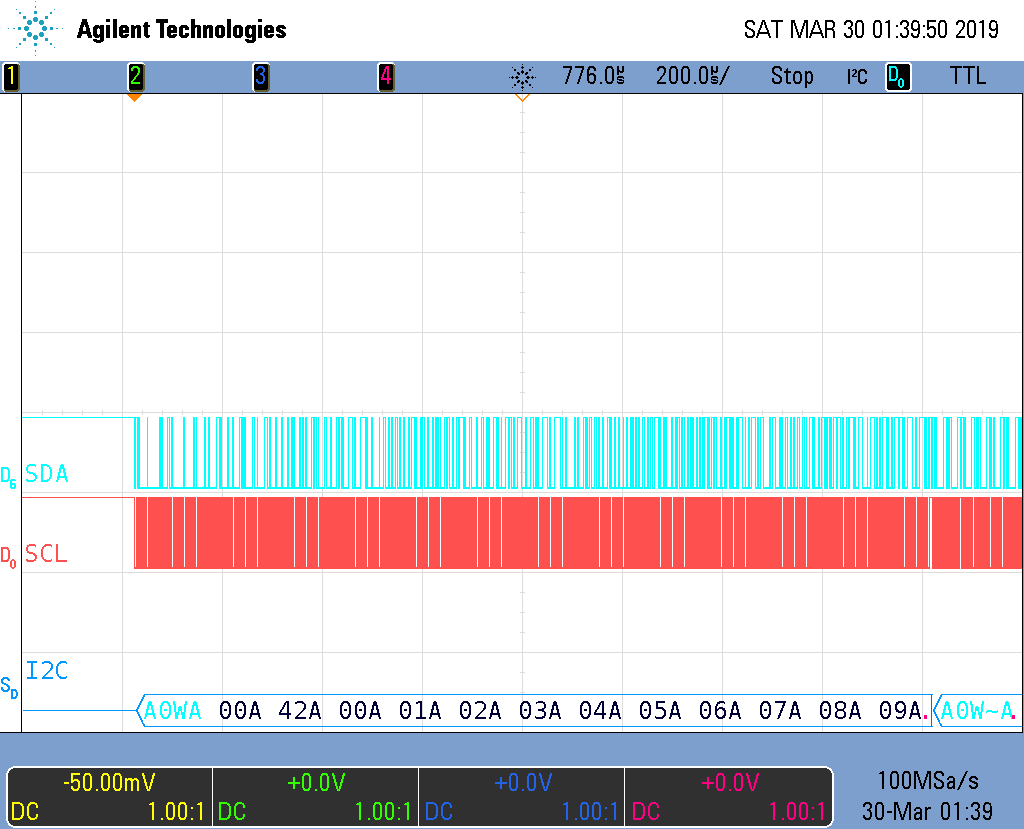 Agilent Technologies SAT MAR 30 01:39:50 2019
1 2 3 4 776.0µs 200.0µs/ Stop I²C D0 TTL
D6 SDA
D0 SCL
I2C
SD
A0WA 00A 42A 00A 01A 02A 03A 04A 05A 06A 07A 08A 09A. A0W~A.
-50.00mV +0.0V +0.0V +0.0V 100MSa/s
DC 1.00:1 DC 1.00:1 DC 1.00:1 DC 1.00:1 30-Mar 01:39